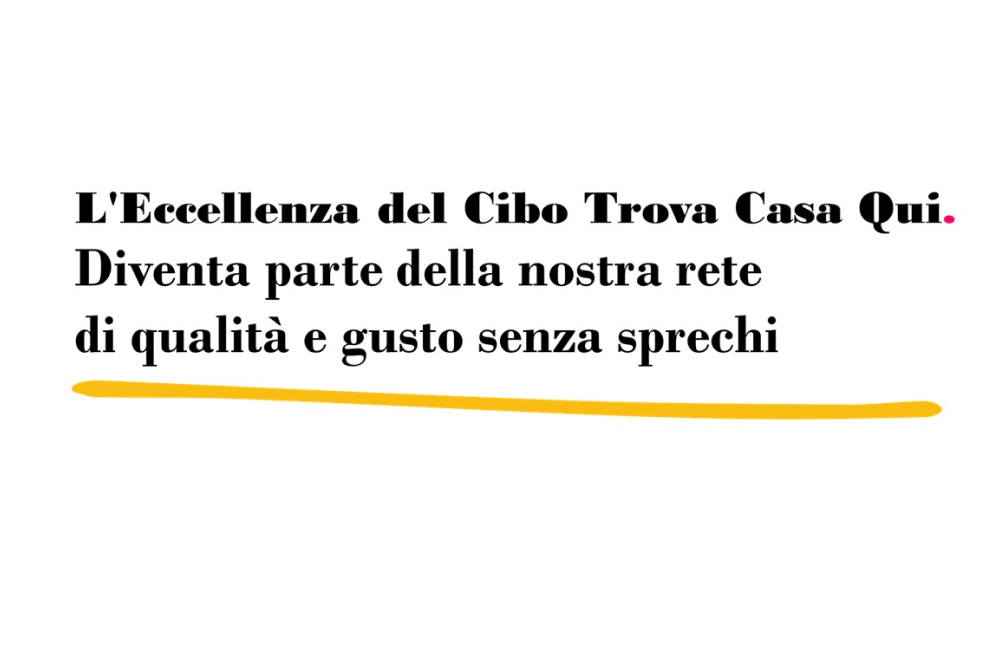 L'Eccellenza del Cibo Trova Casa Qui.
Diventa parte della nostra rete
di qualità e gusto senza sprechi